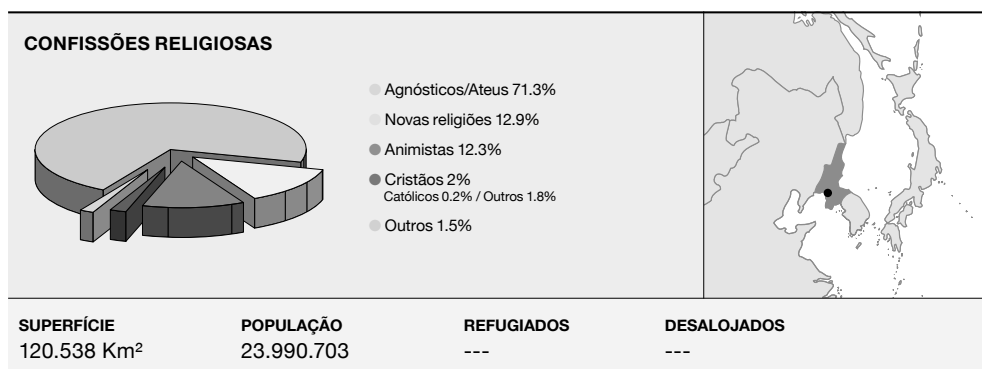 CONFISSÕES RELIGIOSAS
Agnósticos/Ateus 71.3%
Novas religiões 12.9%
Animistas 12.3%
Cristãos 2%
Católicos 0.2% / Outros 1.8%
Outros 1.5%
SUPERFÍCIE
120.538 Km²
POPULAÇÃO
23.990.703
REFUGIADOS
---
DESALOJADOS
---